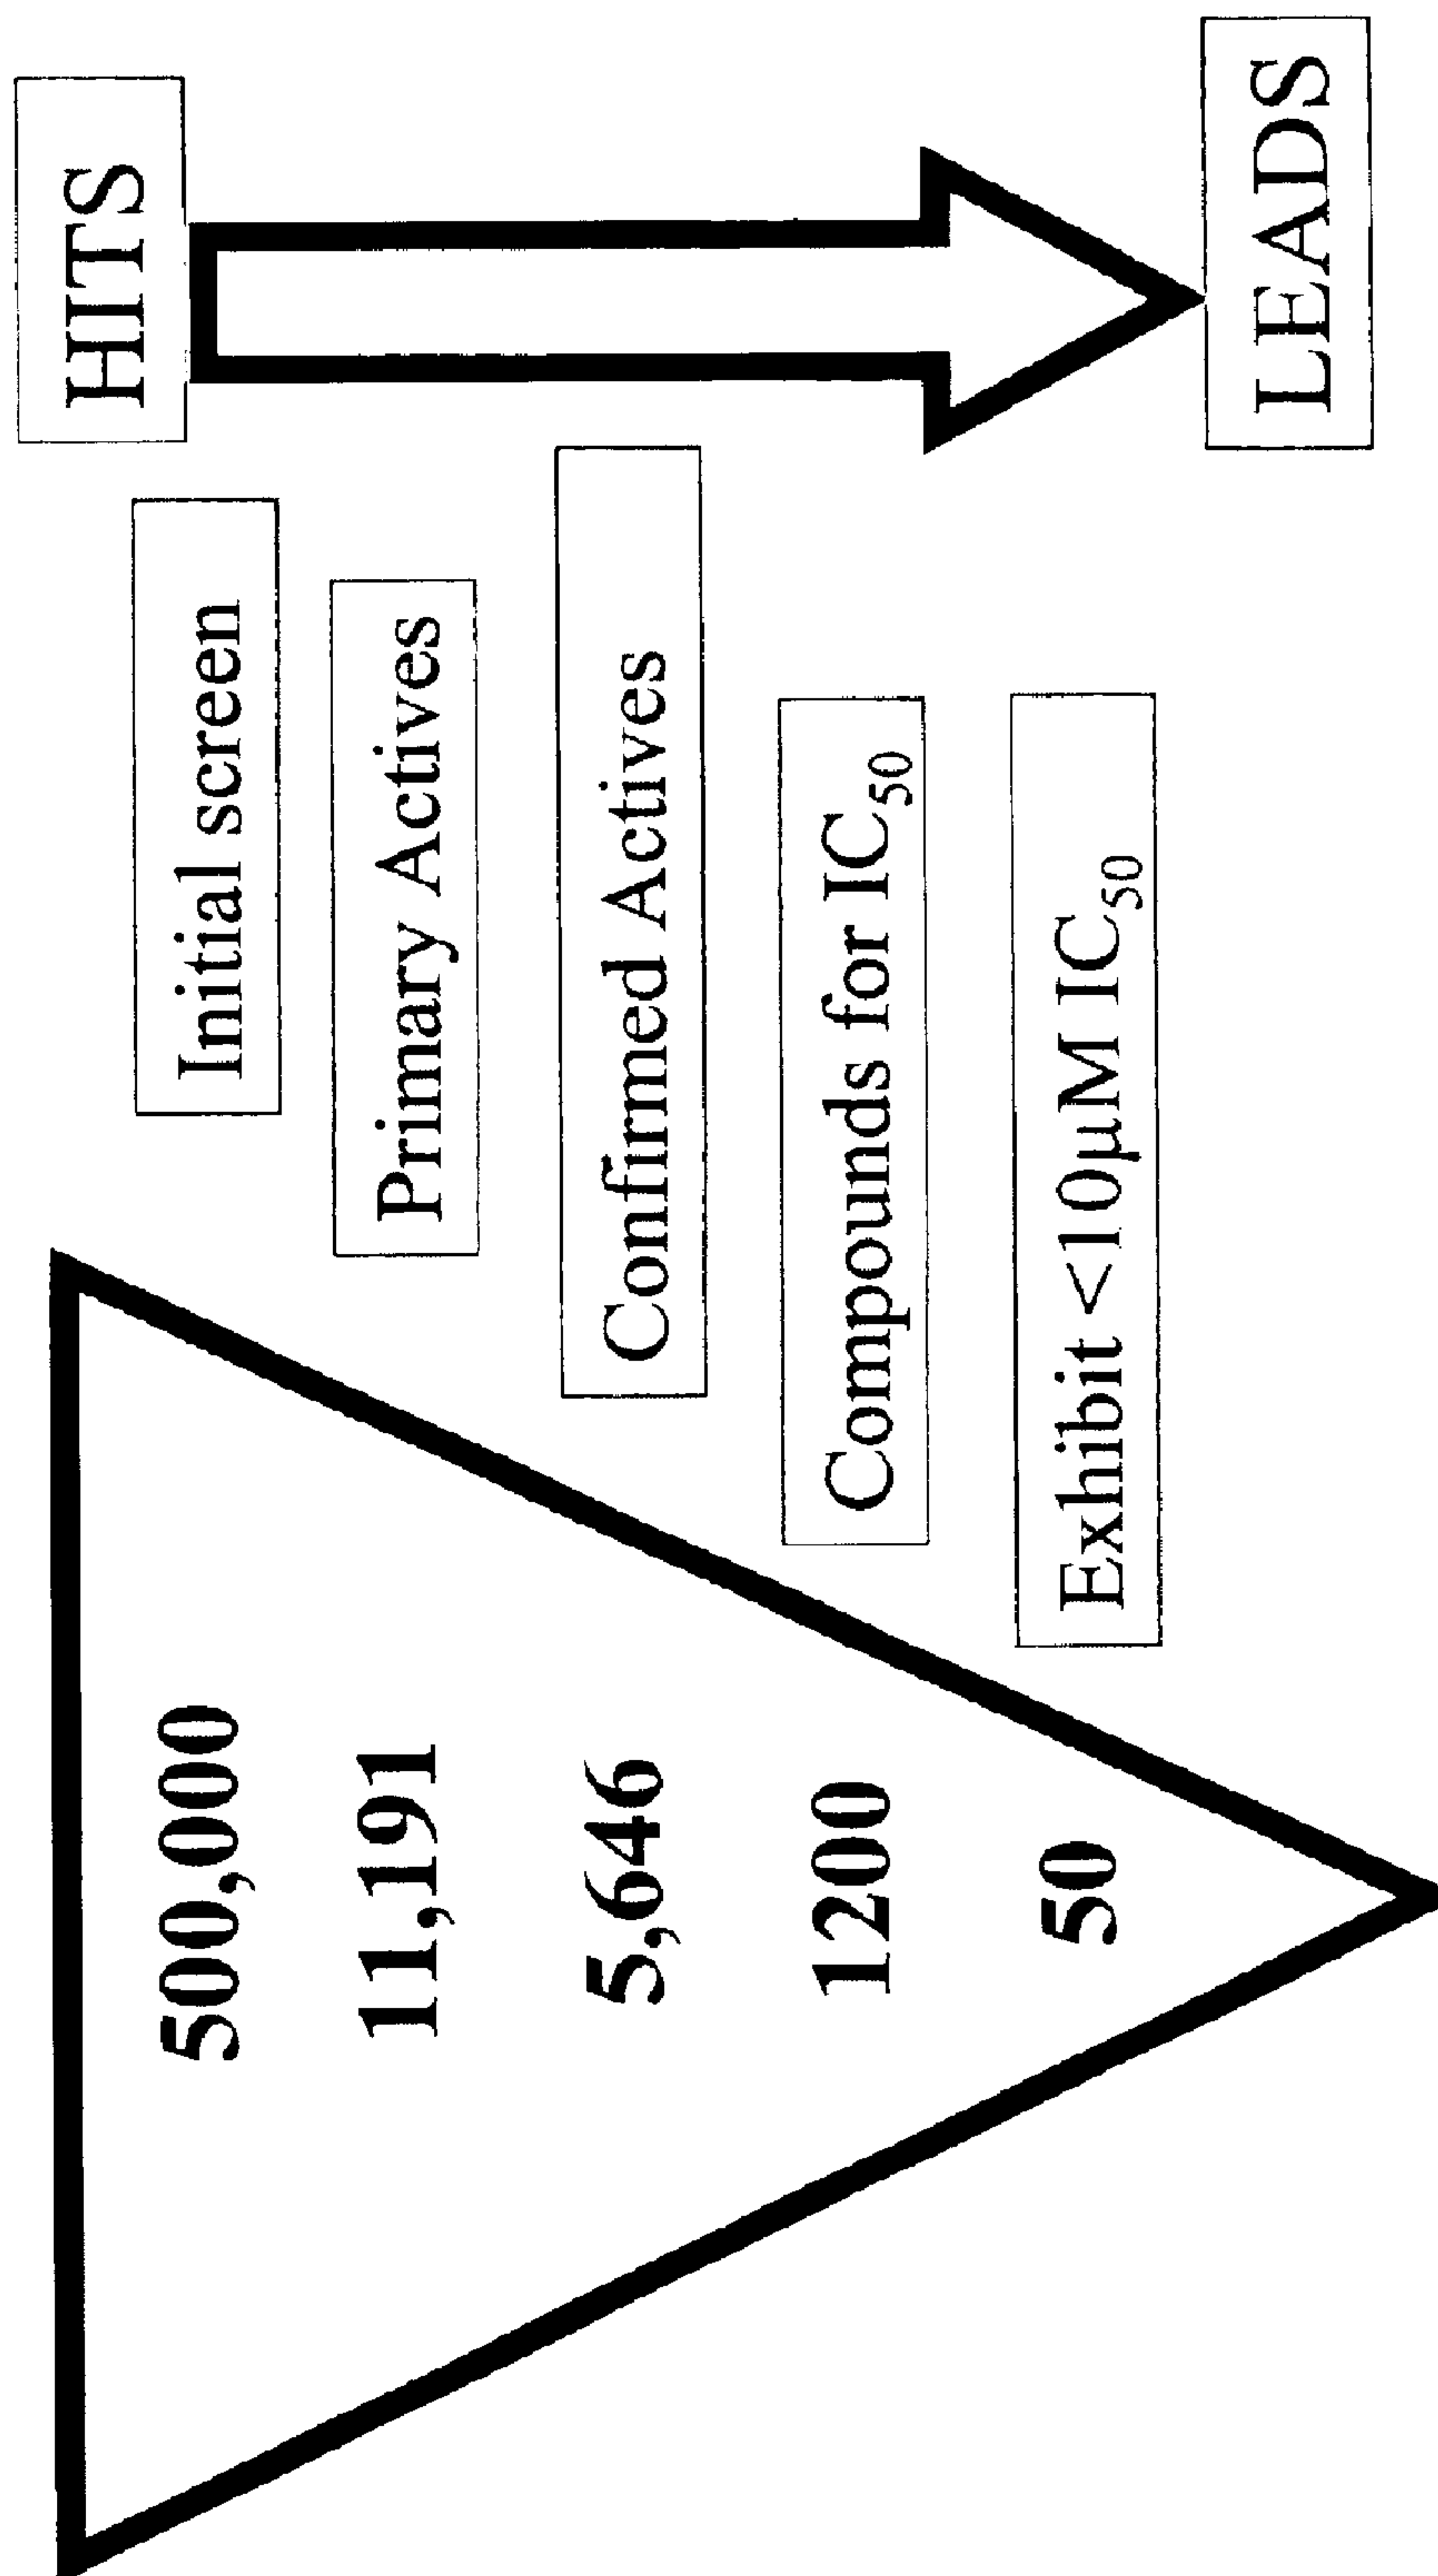 HITS
500,000
Initial screen
11,191
Primary Actives
5,646
Confirmed Actives
1200
Compounds for IC50
50
Exhibit <10µM IC50
LEADS